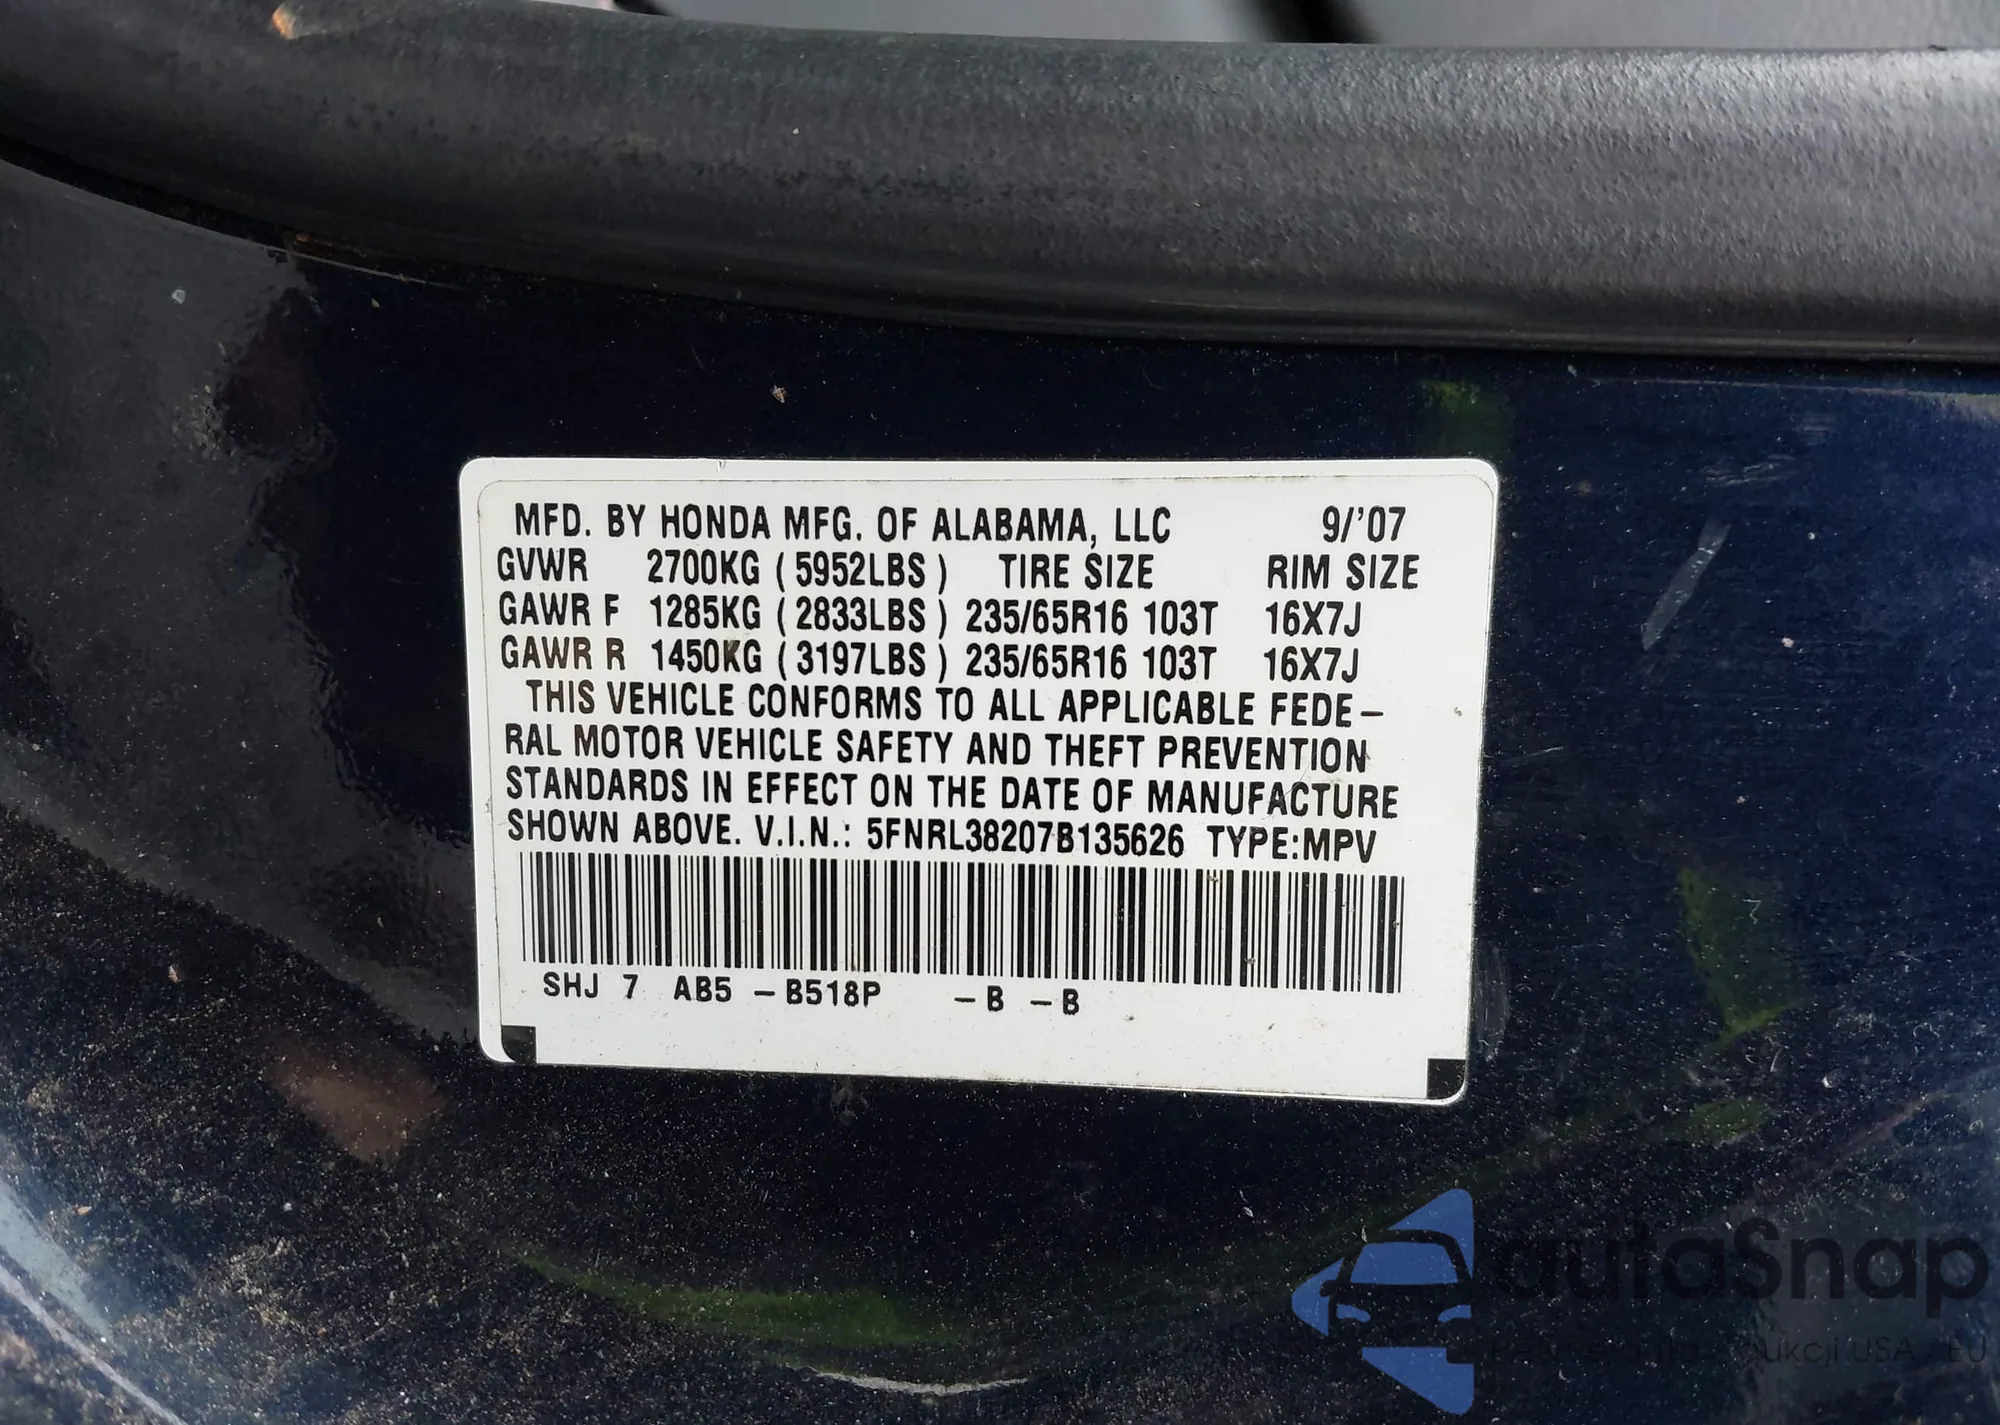 MFD. BY HONDA MFG. OF ALABAMA, LLC 9/'07
GVWR 2700KG (5952LBS) TIRE SIZE RIM SIZE
GAWR F 1285KG (2833LBS) 235/65R16 103T 16X7J
GAWR R 1450KG (3197LBS) 235/65R16 103T 16X7J
THIS VEHICLE CONFORMS TO ALL APPLICABLE FEDE-
RAL MOTOR VEHICLE SAFETY AND THEFT PREVENTION
STANDARDS IN EFFECT ON THE DATE OF MANUFACTURE
SHOWN ABOVE. V.I.N.: 5FNRL38207B135626 TYPE:MPV
SHJ 7 AB5 -B518P -B -B
autaSnap
USA
EU